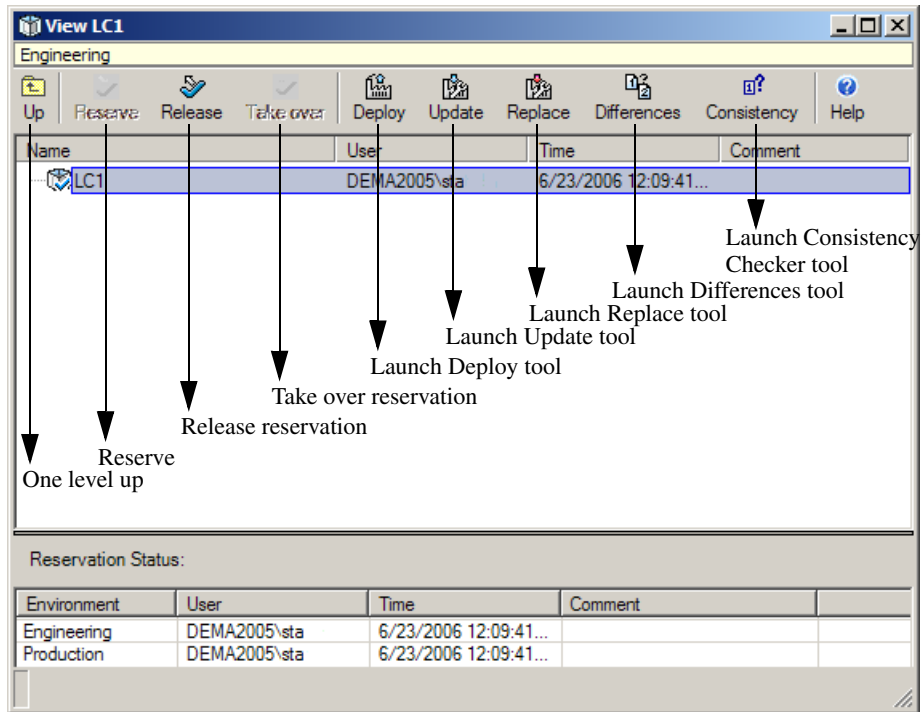 View LC1
Engineering
Up Reserve Release Take over Deploy Update Replace Differences Consistency Help
Name User Time Comment
LC1 DEMA2005\sta 6/23/2006 12:09:41...
Launch Consistency
Checker tool
Launch Differences tool
Launch Replace tool
Launch Update tool
Launch Deploy tool
Take over reservation
Release reservation
Reserve
One level up
Reservation Status:
Environment User Time Comment
Engineering DEMA2005\sta 6/23/2006 12:09:41...
Production DEMA2005\sta 6/23/2006 12:09:41...